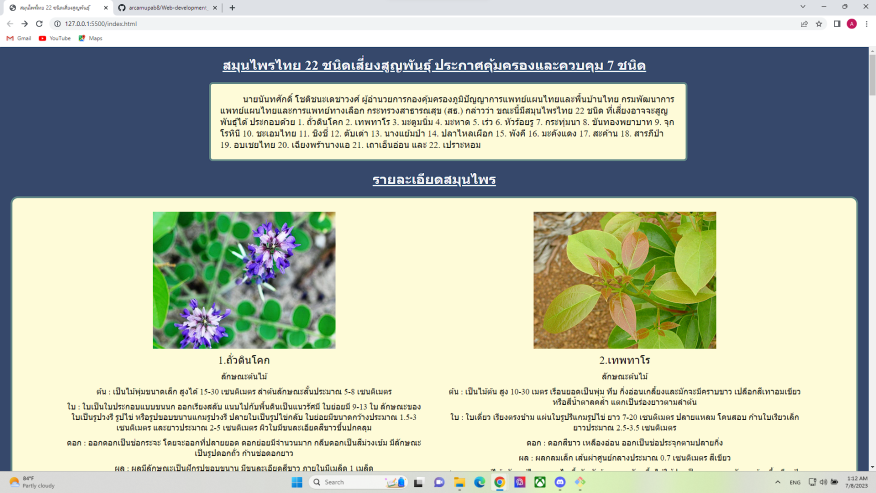 สมุนไพรไทย 22 ชนิดเสี่ยงสูญพันธุ์
arcamupab8/Web-development
127.0.0.1:5500/index.html
Gmail
YouTube
Maps
สมุนไพรไทย 22 ชนิดเสี่ยงสูญพันธุ์ ประกาศคุ้มครองและควบคุม 7 ชนิด
นายนันทศักดิ์ โชติชนะเดชาวงศ์ ผู้อำนวยการกองคุ้มครองภูมิปัญญาการแพทย์แผนไทยและพื้นบ้านไทย กรมพัฒนาการ
แพทย์แผนไทยและการแพทย์ทางเลือก กระทรวงสาธารณสุข (สธ.) กล่าวว่า ขณะนี้มีสมุนไพรไทย 22 ชนิด ที่เสี่ยงอาจจะสูญ
พันธุ์ได้ ประกอบด้วย 1. ถั่วดินโคก 2. เทพทาโร 3. มะตูมนิ่ม 4. มะหาด 5. เร่ว 6. หัวร้อยรู 7. กระทุ่มนา 8. ขันทองพยาบาท 9. จุก
โรหินี 10. ชะเอมไทย 11. ชิงชี่ 12. ตับเต่า 13. นางแย้มป่า 14. ปลาไหลเผือก 15. พังคี 16. มะคังแดง 17. สะค้าน 18. สารภีป่า
19. อบเชยไทย 20. เฉียงพร้านางแอ 21. เถาเอ็นอ่อน และ 22. เปราะหอม
รายละเอียดสมุนไพร
1.ถั่วดินโคก
ลักษณะต้นไม้
ต้น : เป็นไม้พุ่มขนาดเล็ก สูงได้ 15-30 เซนติเมตร ลำต้นลักษณะสั้นประมาณ 5-8 เซนติเมตร
ใบ : ใบเป็นใบประกอบแบบขนนก ออกเรียงสลับ แนบไปกับพื้นดินเป็นแนวรัศมี ใบย่อยมี 9-13 ใบ ลักษณะของ
ใบเป็นรูปวงรี รูปไข่ หรือรูปขอบขนานแกมรูปวงรี ปลายใบเป็นรูปไข่กลับ ใบย่อยมีขนาดกว้างประมาณ 1.5-3
เซนติเมตร และยาวประมาณ 2-5 เซนติเมตร ผิวใบมีขนละเอียดสีขาวขึ้นปกคลุม
ดอก : ออกดอกเป็นช่อกระจะ โดยจะออกที่ปลายยอด ดอกย่อยมีจำนวนมาก กลีบดอกเป็นสีม่วงเข้ม มีลักษณะ
เป็นรูปดอกถั่ว ก้านช่อดอกยาว
ผล : ผลมีลักษณะเป็นฝักรูปขอบขนาน มีขนละเอียดสีขาว ภายในมีเมล็ด 1 เมล็ด
2.เทพทาโร
ลักษณะต้นไม้
ต้น : เป็นไม้ต้น สูง 10-30 เมตร เรือนยอดเป็นพุ่ม ทึบ กิ่งอ่อนเกลี้ยงและมักจะมีคราบขาว เปลือกสีเทาอมเขียว
หรือสีน้ำตาลคล้ำ แตกเป็นร่องยาวตามลำต้น
ใบ : ใบเดี่ยว เรียงตรงข้าม แผ่นใบรูปรีแกมรูปไข่ ยาว 7-20 เซนติเมตร ปลายแหลม โคนสอบ ก้านใบเรียวเล็ก
ยาวประมาณ 2.5-3.5 เซนติเมตร
ดอก : ดอกสีขาว เหลืองอ่อน ออกเป็นช่อประจุกตามปลายกิ่ง
ผล : ผลกลมเล็ก เส้นผ่าศูนย์กลางประมาณ 0.7 เซนติเมตร สีเขียว
84°F
Partly cloudy
Search
ENG
1:12 AM
7/8/2023